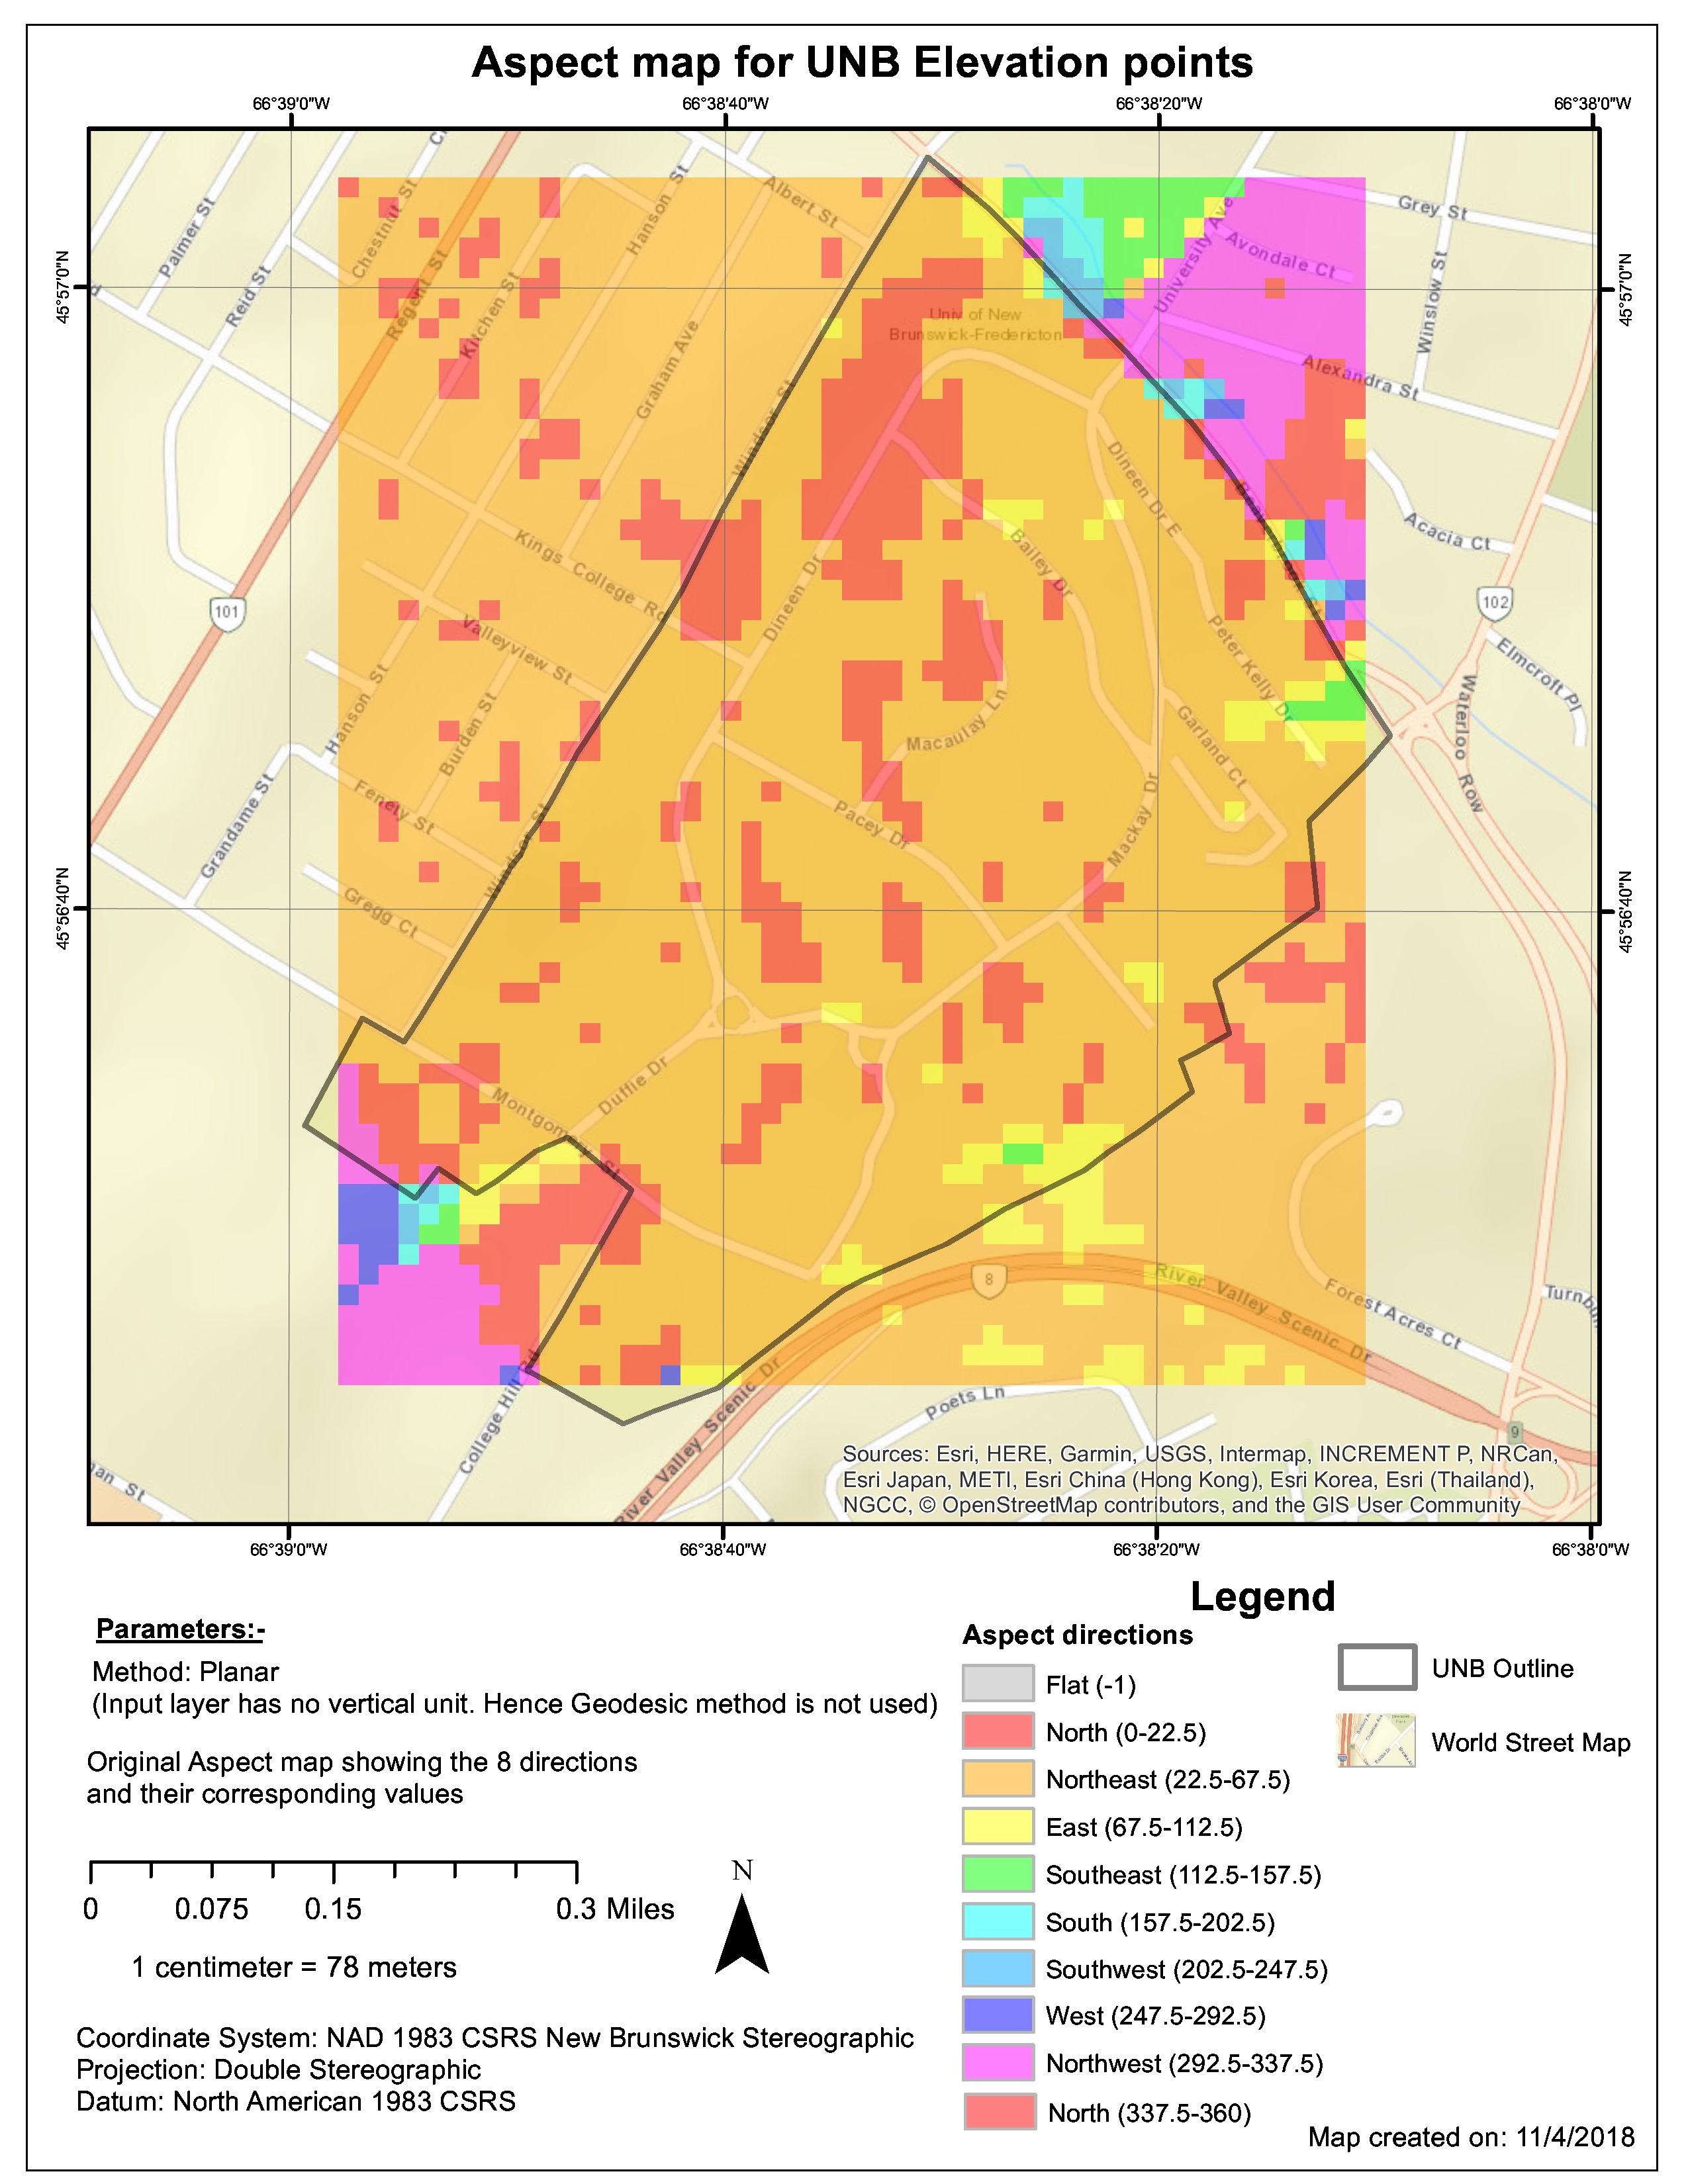 Aspect map for UNB Elevation points
66°39'0"W
66°38'40"W
66°38'20"W
66°38'0"W
45°57'0"N
45°57'0"N
45°56'40"N
45°56'40"N
Palmer St
Chestnut St
Reid St
Regent St
Kitchen St
Hanson St
Graham Ave
Albert St
Windsor St
Univ of New
Brunswick-Fredericton
University Ave
Grey St
Avondale Ct
Winslow St
Alexandra St
Acacia Ct
Dineen Dr E
Bailey Dr
Kings College Rd
Dineen Dr
101
102
Valleyview St
Peter Kelly Dr
Elmcroft Pl
Hanson St
Burden St
Macaulay Ln
Garland Ct
Waterloo Row
Grandame St
Fenety St
Pacey Dr
Mackay Dr
Windsor St
Gregg Ct
Duffie Dr
Montgomery St
8
River Valley Scenic Dr
Forest Acres Ct
Turnbu
College Hill Rd
River Valley Scenic Dr
Poets Ln
9
an St
Sources: Esri, HERE, Garmin, USGS, Intermap, INCREMENT P, NRCan,
Esri Japan, METI, Esri China (Hong Kong), Esri Korea, Esri (Thailand),
NGCC, © OpenStreetMap contributors, and the GIS User Community
66°39'0"W
66°38'40"W
66°38'20"W
66°38'0"W
Parameters:-
Method: Planar
(Input layer has no vertical unit. Hence Geodesic method is not used)
Original Aspect map showing the 8 directions
and their corresponding values
0 0.075 0.15 0.3 Miles
1 centimeter = 78 meters
N
Coordinate System: NAD 1983 CSRS New Brunswick Stereographic
Projection: Double Stereographic
Datum: North American 1983 CSRS
Legend
Aspect directions
Flat (-1)
North (0-22.5)
Northeast (22.5-67.5)
East (67.5-112.5)
Southeast (112.5-157.5)
South (157.5-202.5)
Southwest (202.5-247.5)
West (247.5-292.5)
Northwest (292.5-337.5)
North (337.5-360)
UNB Outline
World Street Map
Map created on: 11/4/2018